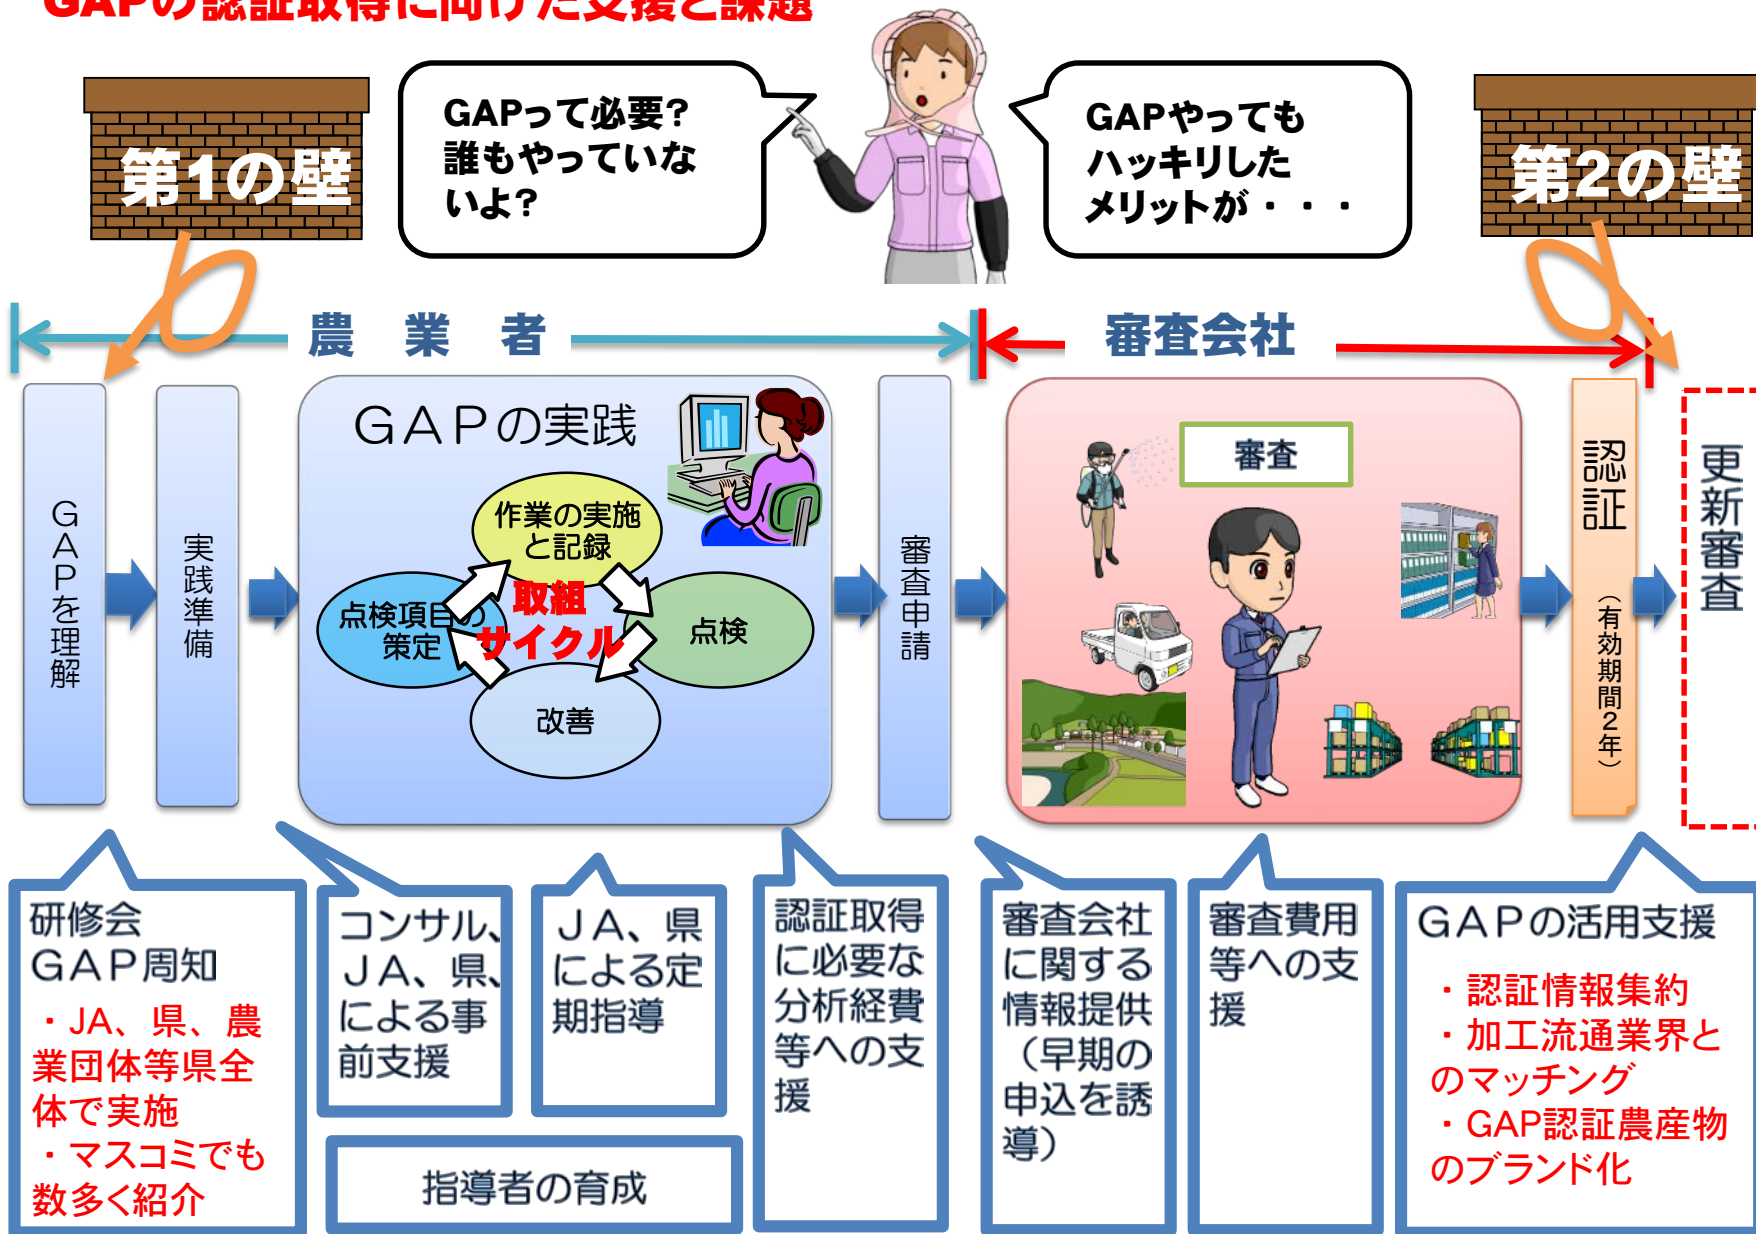 GAPの認証取得に向けた支援と課題
第1の壁
GAPって必要?
誰もやっていな
いよ?
GAPやっても
ハッキリした
メリットが・・・
第2の壁
農業者
審査会社
GAPを理解
実践準備
GAPの実践
作業の実施
と記録
点検項目の
策定
取組
サイクル
点検
改善
審査申請
審査
認証
（有効期間2年）
更新審査
研修会
GAP周知
・JA、県、農
業団体等県全
体で実施
・マスコミでも
数多く紹介
コンサル、
JA、県、
による事
前支援
JA、県
による定
期指導
指導者の育成
認証取得
に必要な
分析経費
等への支
援
審査会社
に関する
情報提供
（早期の
申込を誘
導）
審査費用
等への支
援
GAPの活用支援
・認証情報集約
・加工流通業界と
のマッチング
・GAP認証農産物
のブランド化